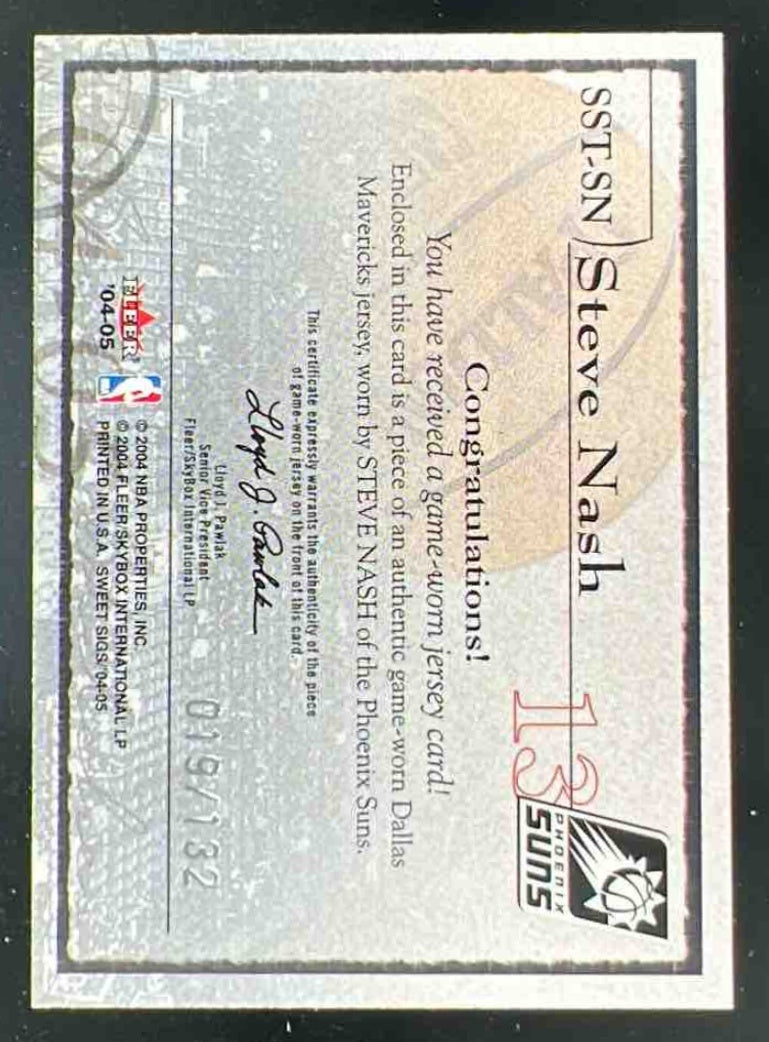 SST-SN Steve Nash
13
PHOENIX
SUNS
Congratulations!
You have received a game-worn jersey card!
Enclosed in this card is a piece of an authentic game-worn Dallas
Mavericks jersey, worn by STEVE NASH of the Phoenix Suns.
This certificate expressly warrants the authenticity of the piece
of game-worn jersey on the front of this card.
Lloyd J. Pawlak
Lloyd J. Pawlak
Senior Vice President
Fleer/SkyBox International LP
019/132
FLEER
'04-05
© 2004 NBA PROPERTIES, INC.
© 2004 FLEER/SKYBOX INTERNATIONAL LP
PRINTED IN U.S.A. SWEET SIGS '04-05